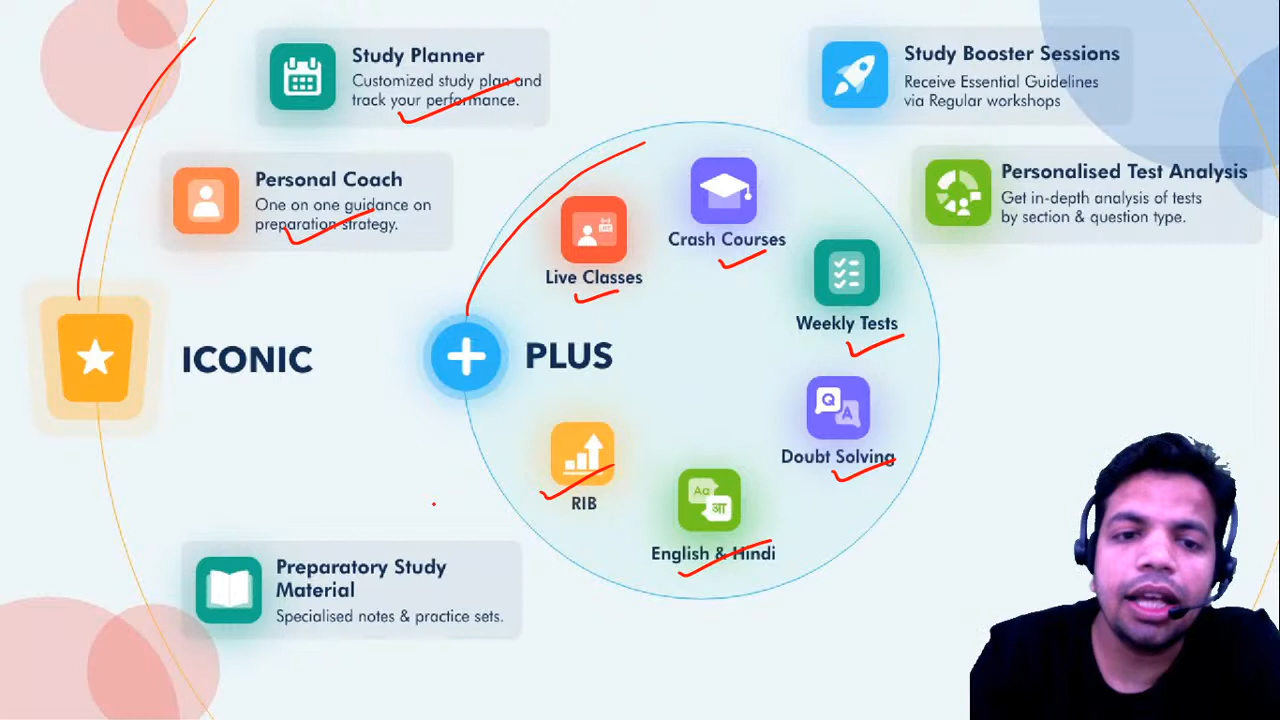 Study Planner
Customized study plan and
track your performance.
Study Booster Sessions
Receive Essential Guidelines
via Regular workshops
Personal Coach
One on one guidance on
preparation strategy.
Personalised Test Analysis
Get in-depth analysis of tests
by section & question type.
Crash Courses
Live Classes
Weekly Tests
ICONIC
PLUS
Q
A
Doubt Solving
RIB
Aa
आ
English & Hindi
Preparatory Study
Material
Specialised notes & practice sets.